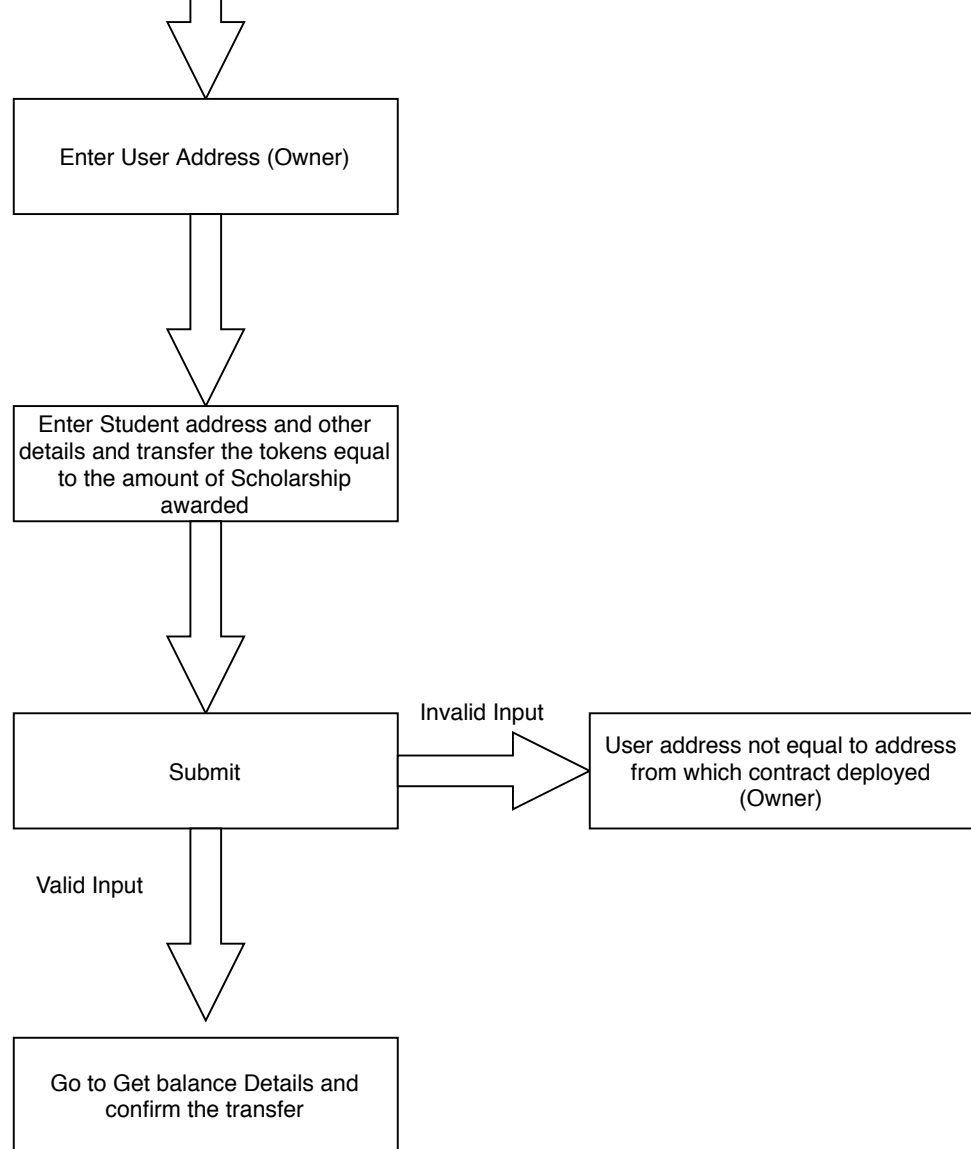 Enter User Address (Owner)
Enter Student address and other
details and transfer the tokens equal
to the amount of Scholarship
awarded
Invalid Input
Submit
User address not equal to address
from which contract deployed
(Owner)
Valid Input
Go to Get balance Details and
confirm the transfer